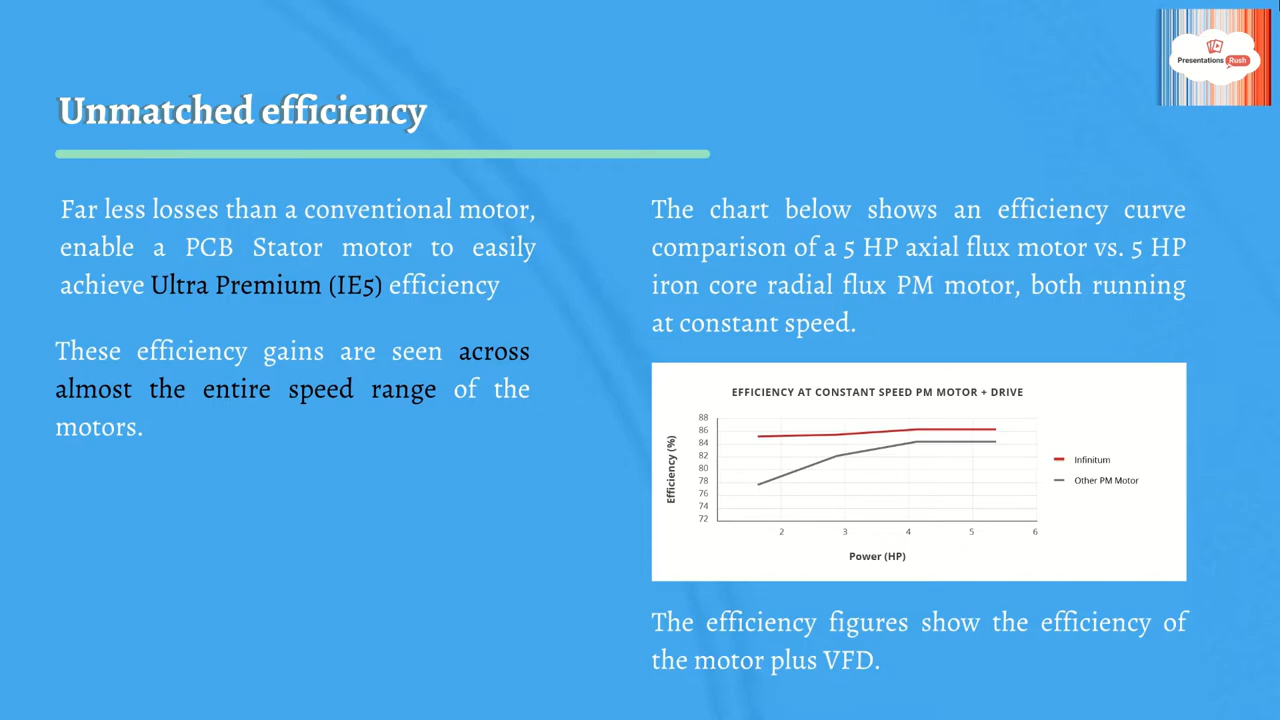 Presentations Rush
Unmatched efficiency
Far less losses than a conventional motor,
enable a PCB Stator motor to easily
achieve Ultra Premium (IE5) efficiency
These efficiency gains are seen across
almost the entire speed range of the
motors.
The chart below shows an efficiency curve
comparison of a 5 HP axial flux motor vs. 5 HP
iron core radial flux PM motor, both running
at constant speed.
EFFICIENCY AT CONSTANT SPEED PM MOTOR + DRIVE
Efficiency (%)
88
86
84
82
80
78
76
74
72
2 3 4 5 6
Power (HP)
Infinitum
Other PM Motor
The efficiency figures show the efficiency of
the motor plus VFD.